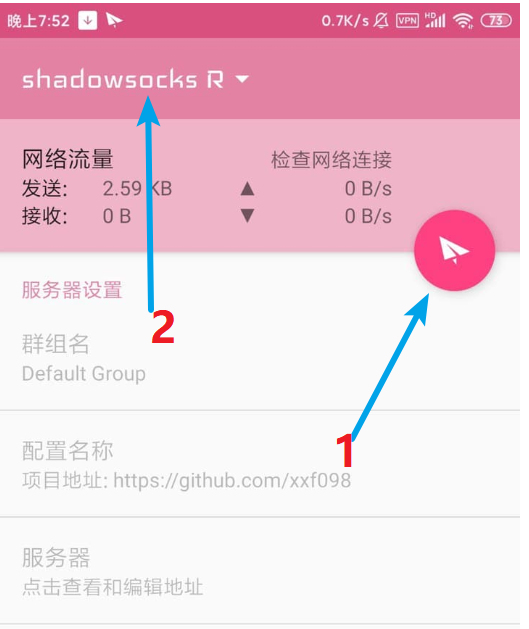 晚上7:52 0.7K/s VPN HD 73
shadowsocks R
网络流量 检查网络连接
发送: 2.59 KB ▲ 0 B/s
接收: 0 B ▼ 0 B/s
服务器设置
2
群组名
Default Group
1
配置名称
项目地址: https://github.com/xxf098
服务器
点击查看和编辑地址